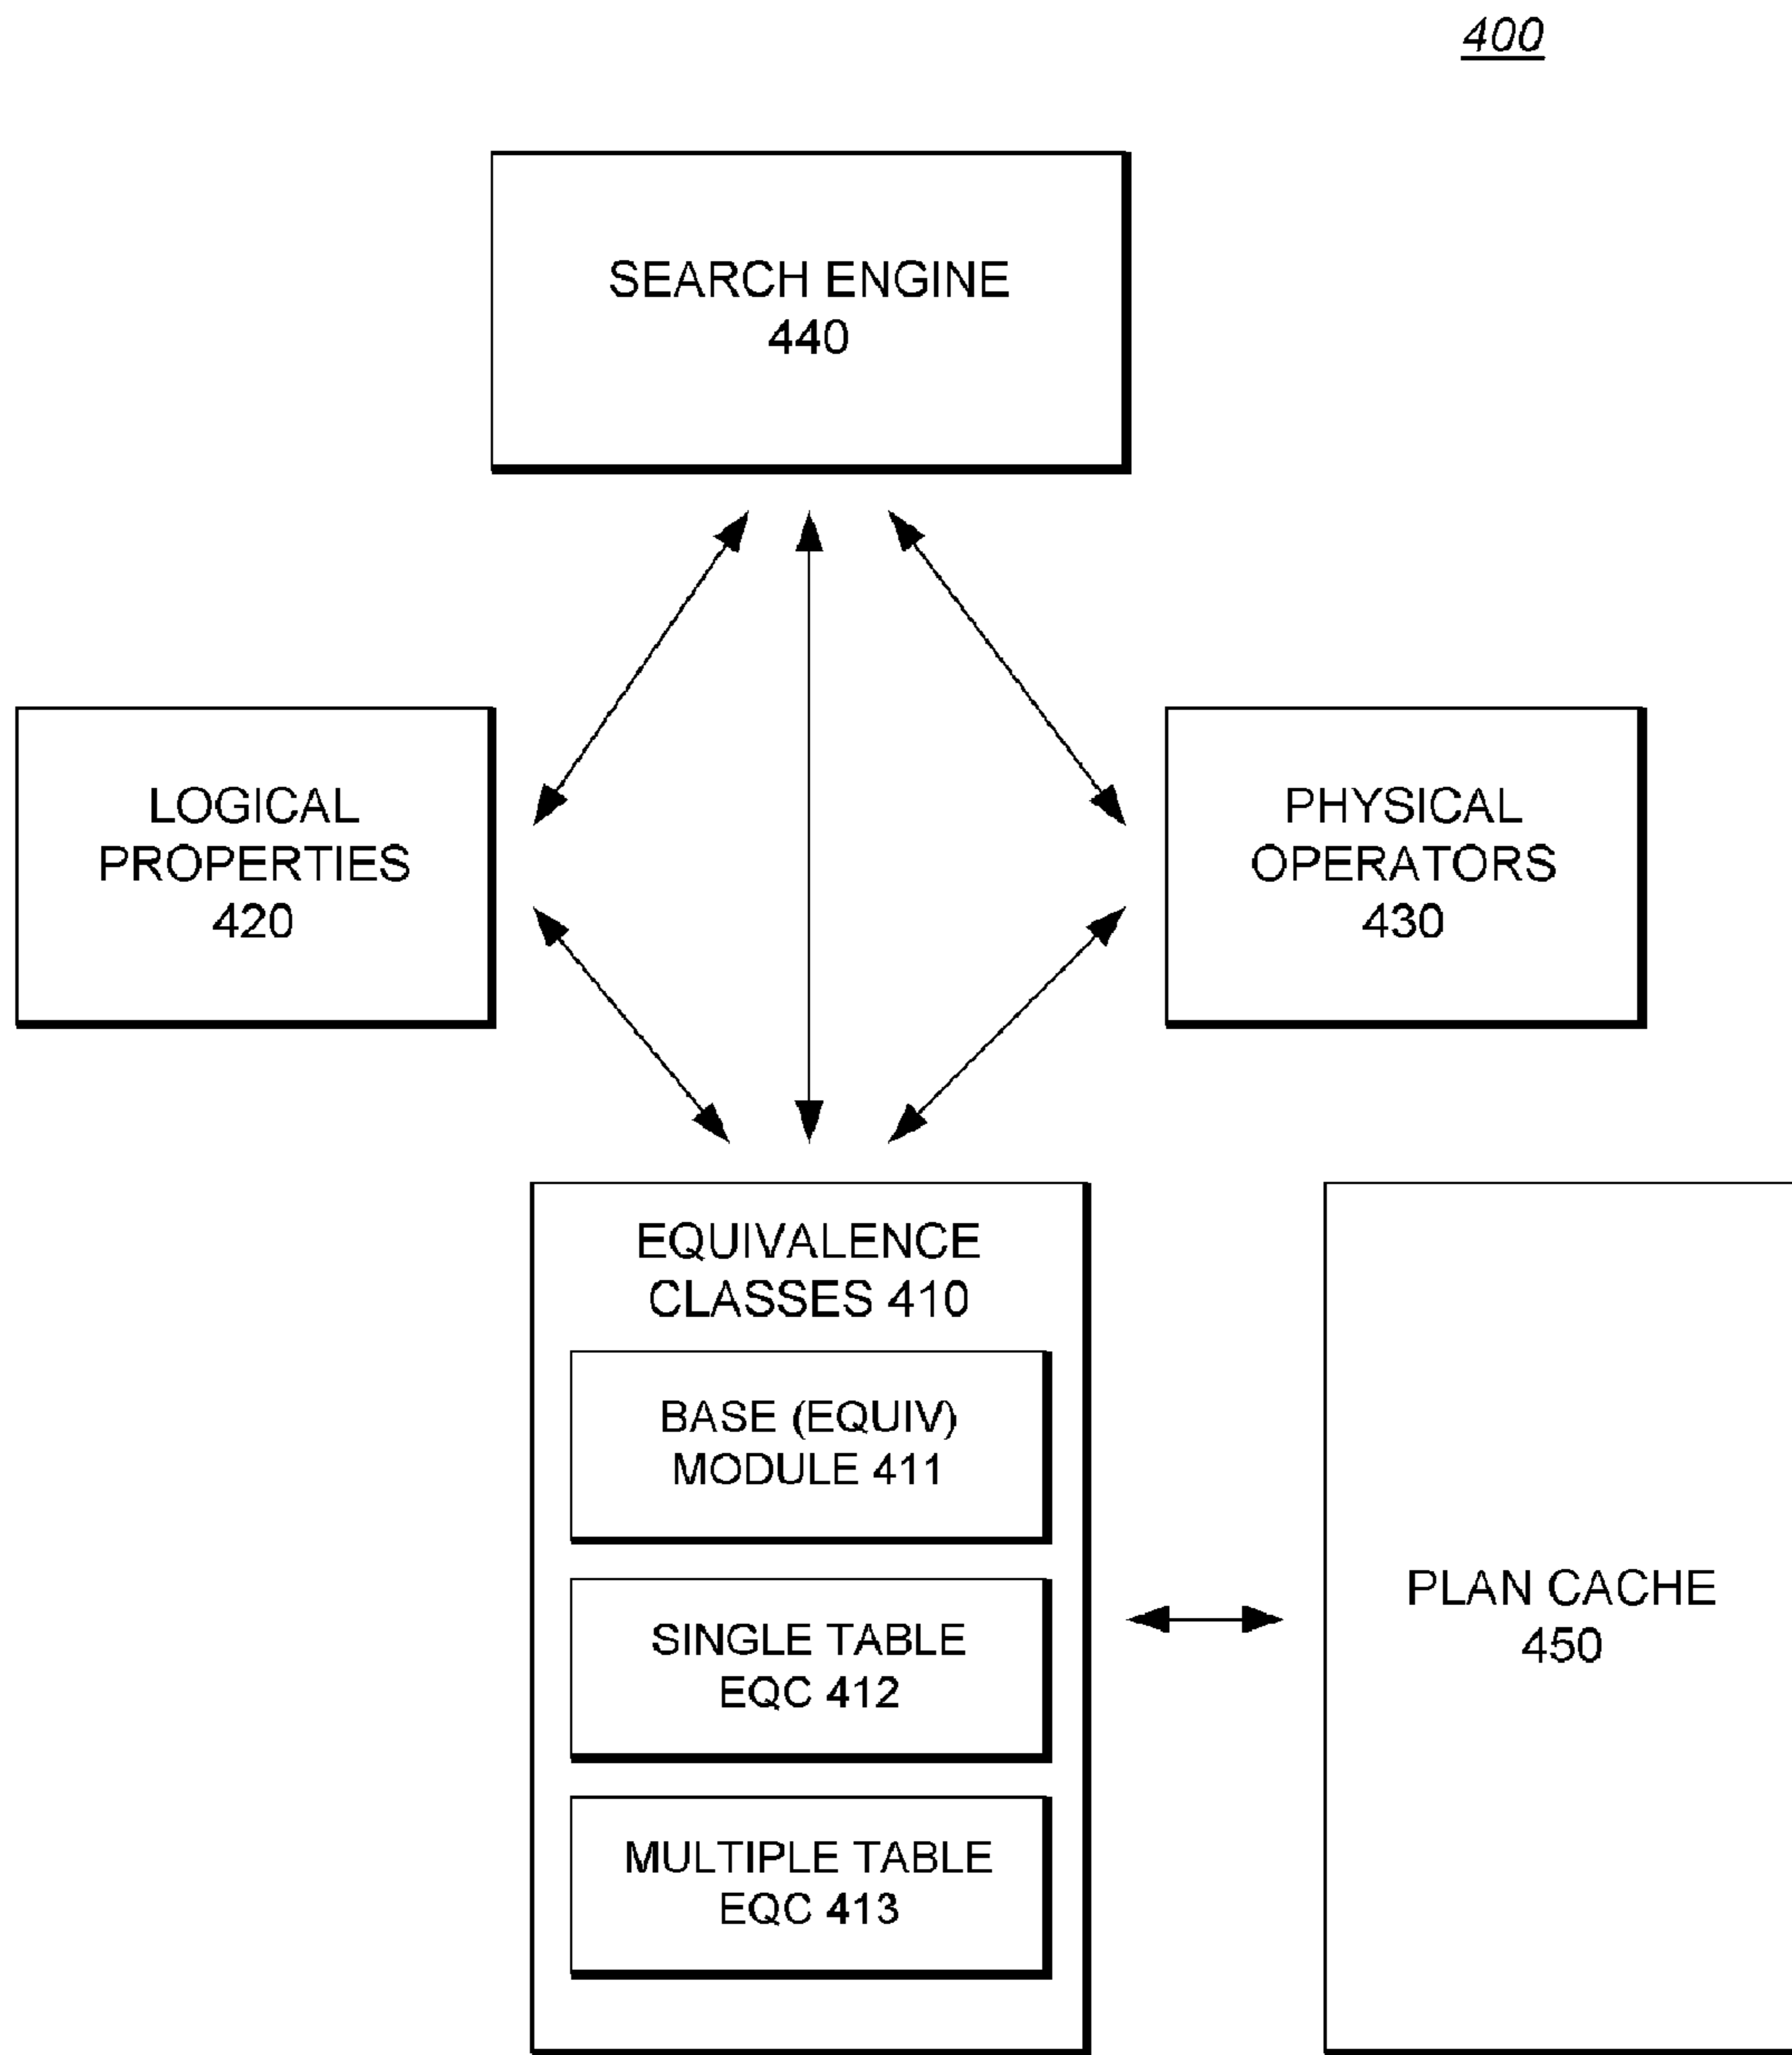 400
SEARCH ENGINE
440
LOGICAL
PROPERTIES
420
PHYSICAL
OPERATORS
430
EQUIVALENCE
CLASSES 410
BASE (EQUIV)
MODULE 411
SINGLE TABLE
EQC 412
MULTIPLE TABLE
EQC 413
PLAN CACHE
450